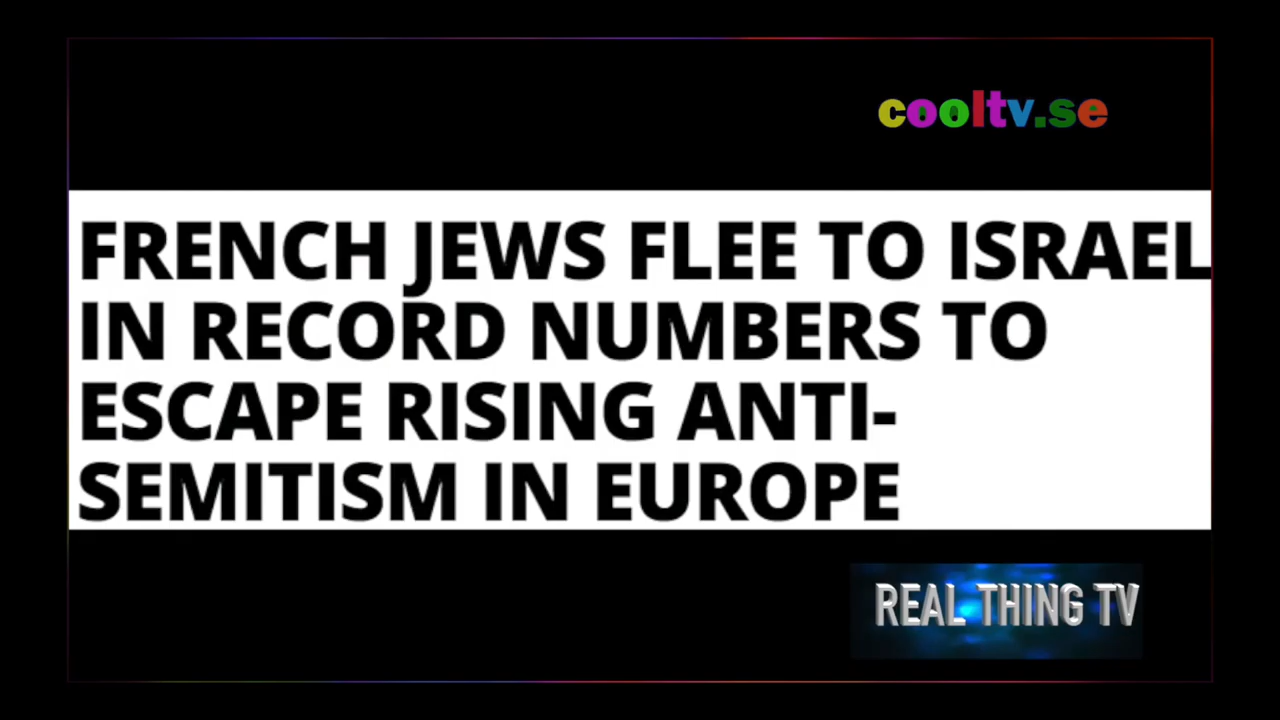 cooltv.se
FRENCH JEWS FLEE TO ISRAEL
IN RECORD NUMBERS TO
ESCAPE RISING ANTI-
SEMITISM IN EUROPE
REAL THING TV